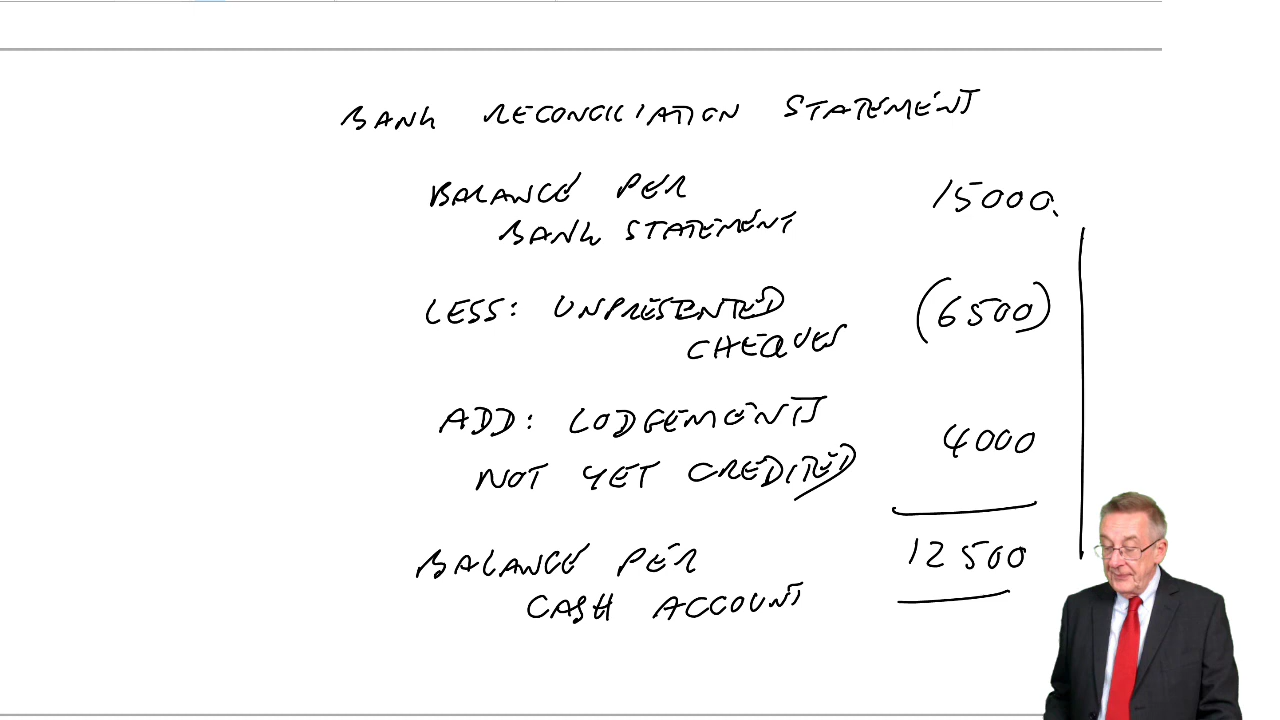 BANK RECONCILIATION STATEMENT
BALANCE PER 15000
BANK STATEMENT
LESS: UNPRESENTED (6500)
CHEQUES
ADD: LODGEMENTS
NOT YET CREDITED 4000
BALANCE PER 12500
CASH ACCOUNT